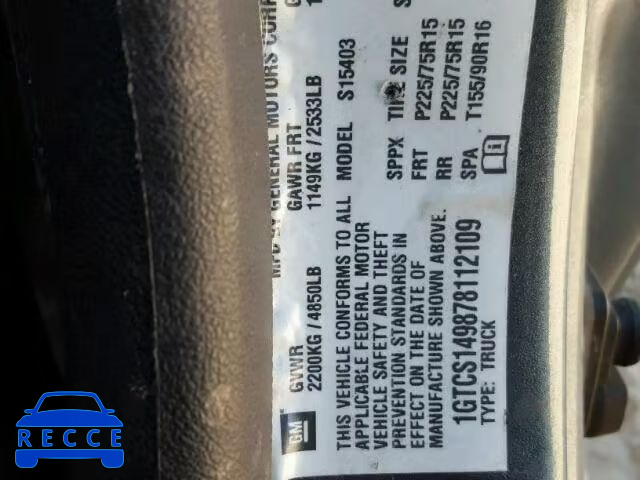 MFD BY GENERAL MOTORS CORP
GVWR GAWR FRT
2200KG/4850LB 1149KG/2533LB
THIS VEHICLE CONFORMS TO ALL MODEL S15403
APPLICABLE FEDERAL MOTOR
VEHICLE SAFETY AND THEFT
PREVENTION STANDARDS IN SPPX TIRE SIZE
EFFECT ON THE DATE OF FRT P225/75R15
MANUFACTURE SHOWN ABOVE. RR P225/75R15
SPA T155/90R16
1GTCS149878112109
TYPE: TRUCK
GM
RECCE